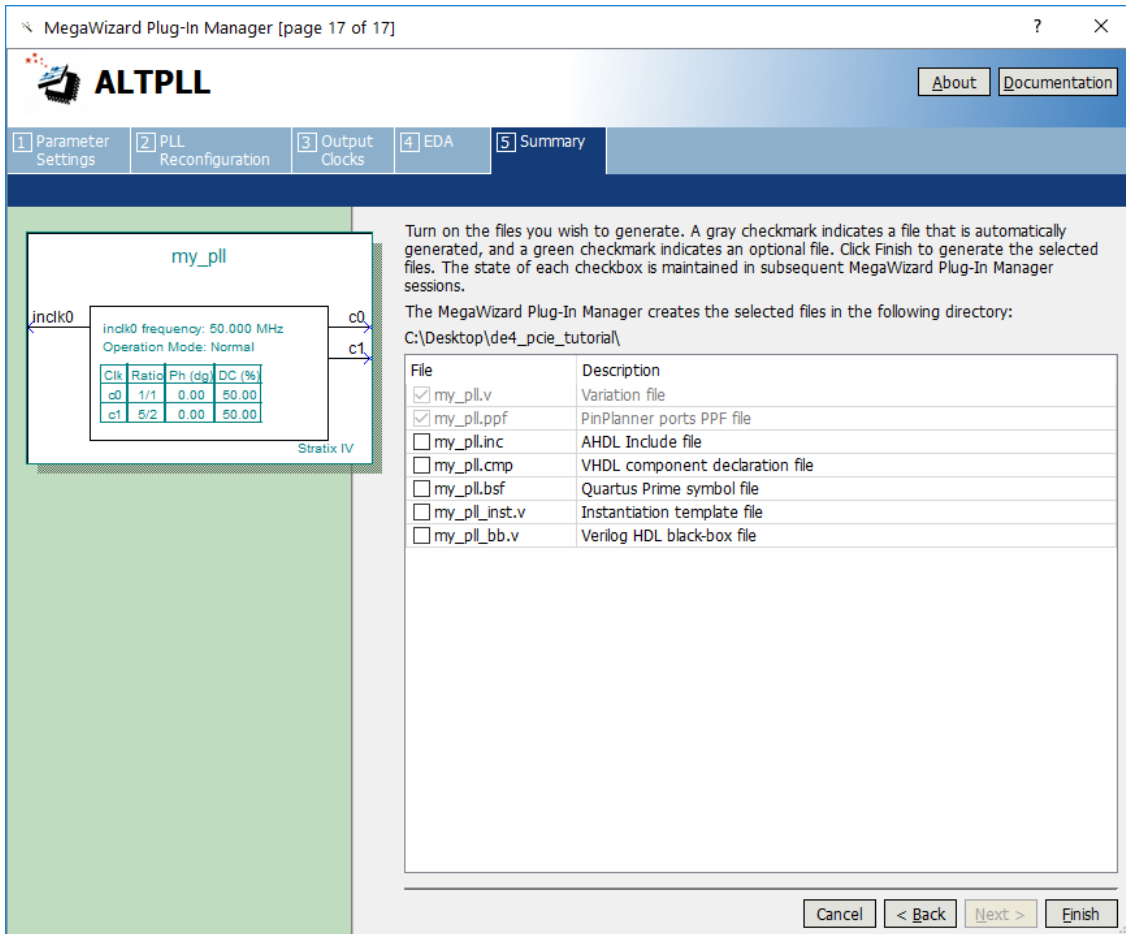 MegaWizard Plug-In Manager [page 17 of 17]
?
ALTPLL
About
Documentation
1 Parameter Settings
2 PLL Reconfiguration
3 Output Clocks
4 EDA
5 Summary
my_pll
inclk0
c0
c1
inclk0 frequency: 50.000 MHz
Operation Mode: Normal
Clk Ratio Ph (dg) DC (%)
c0 1/1 0.00 50.00
c1 5/2 0.00 50.00
Stratix IV
Turn on the files you wish to generate. A gray checkmark indicates a file that is automatically
generated, and a green checkmark indicates an optional file. Click Finish to generate the selected
files. The state of each checkbox is maintained in subsequent MegaWizard Plug-In Manager
sessions.
The MegaWizard Plug-In Manager creates the selected files in the following directory:
C:\Desktop\de4_pcie_tutorial\
File Description
my_pll.v Variation file
my_pll.ppf PinPlanner ports PPF file
my_pll.inc AHDL Include file
my_pll.cmp VHDL component declaration file
my_pll.bsf Quartus Prime symbol file
my_pll_inst.v Instantiation template file
my_pll_bb.v Verilog HDL black-box file
Cancel
< Back
Next >
Finish